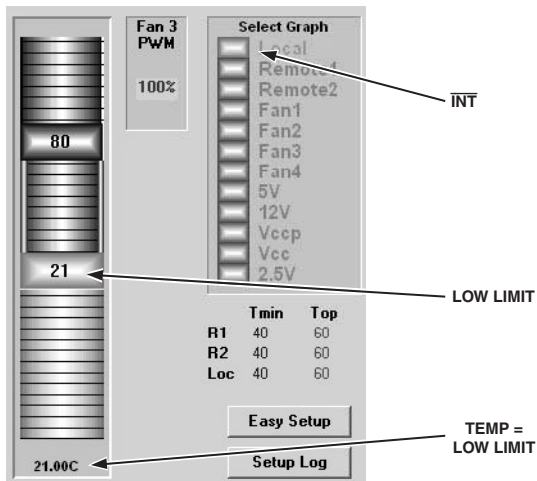 Fan 3
PWM
100%
Select Graph
Local
Remote1
Remote2
Fan1
Fan2
Fan3
Fan4
5V
12V
Vccp
Vcc
2.5V
INT
80
21
LOW LIMIT
Tmin Top
R1 40 60
R2 40 60
Loc 40 60
Easy Setup
Setup Log
21.00C
TEMP =
LOW LIMIT